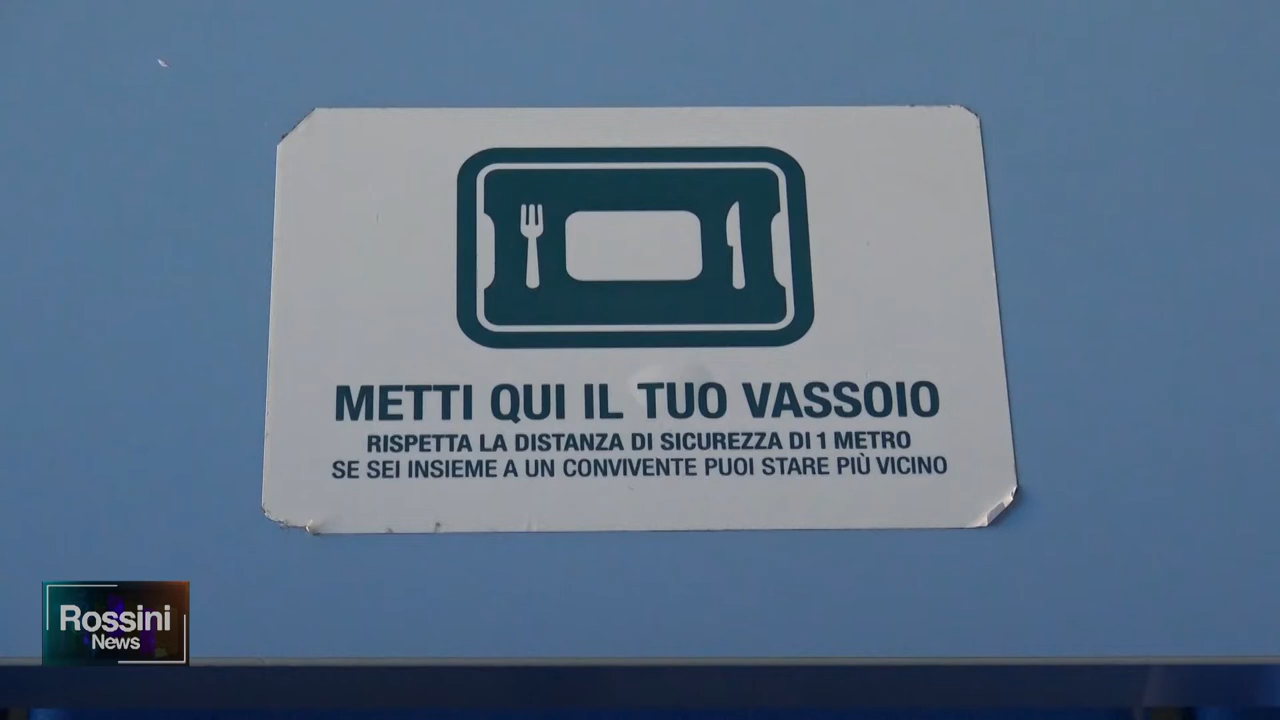 METTI QUI IL TUO VASSOIO
RISPETTA LA DISTANZA DI SICUREZZA DI 1 METRO
SE SEI INSIEME A UN CONVIVENTE PUOI STARE PIÙ VICINO
Rossini
News